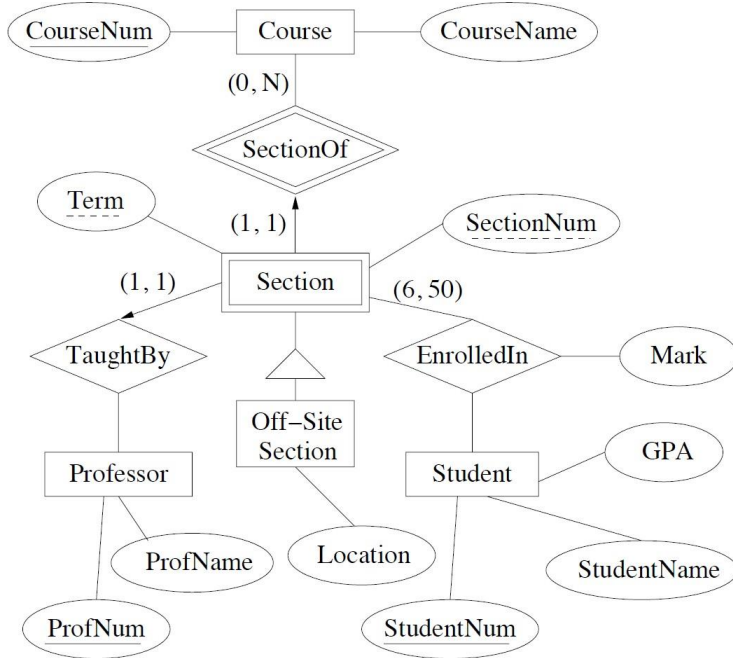 CourseNum
Course
CourseName
(0, N)
SectionOf
Term
(1, 1)
SectionNum
(1, 1)
Section
(6, 50)
TaughtBy
EnrolledIn
Mark
Off−Site
Section
Professor
Student
GPA
ProfName
Location
StudentName
ProfNum
StudentNum